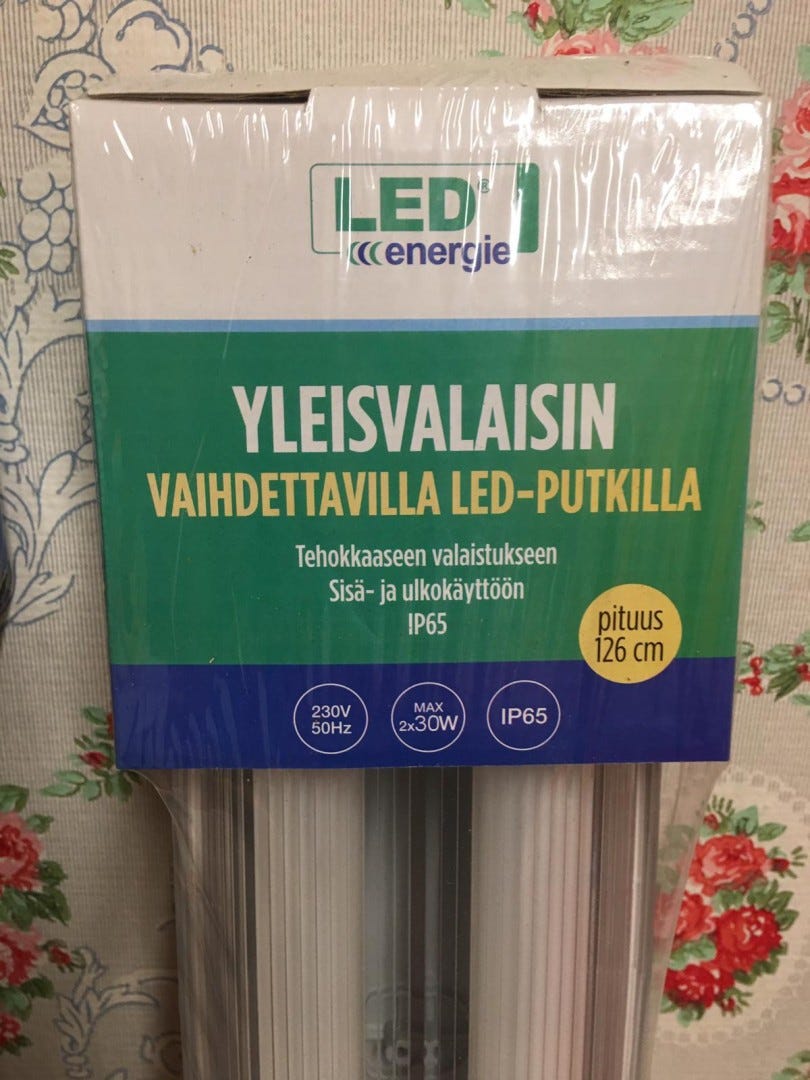 LED®
energie
YLEISVALAISIN
VAIHDETTAVILLA LED-PUTKILLA
Tehokkaaseen valaistukseen
Sisä- ja ulkokäyttöön
IP65
pituus
126 cm
230V
50Hz
MAX
2x30W
IP65